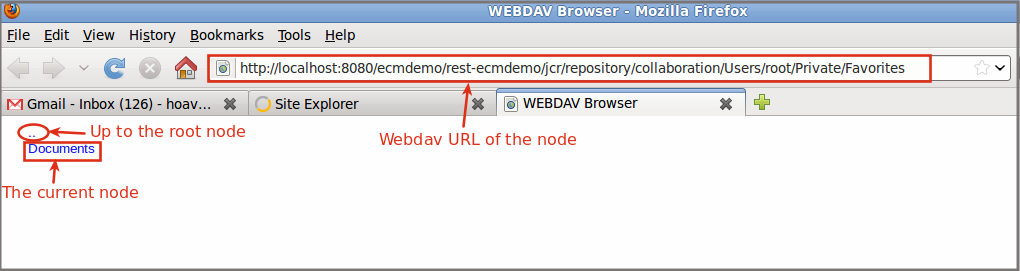 WEBDAV Browser - Mozilla Firefox
File Edit View History Bookmarks Tools Help
http://localhost:8080/ecmdemo/rest-ecmdemo/jcr/repository/collaboration/Users/root/Private/Favorites
Gmail - Inbox (126) - hoav... Site Explorer WEBDAV Browser
.. Up to the root node
Webdav URL of the node
Documents
The current node